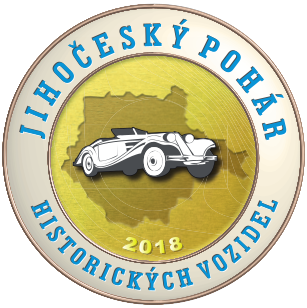 JIHOČESKÝ POHÁR
2018
HISTORICKÝCH VOZIDEL